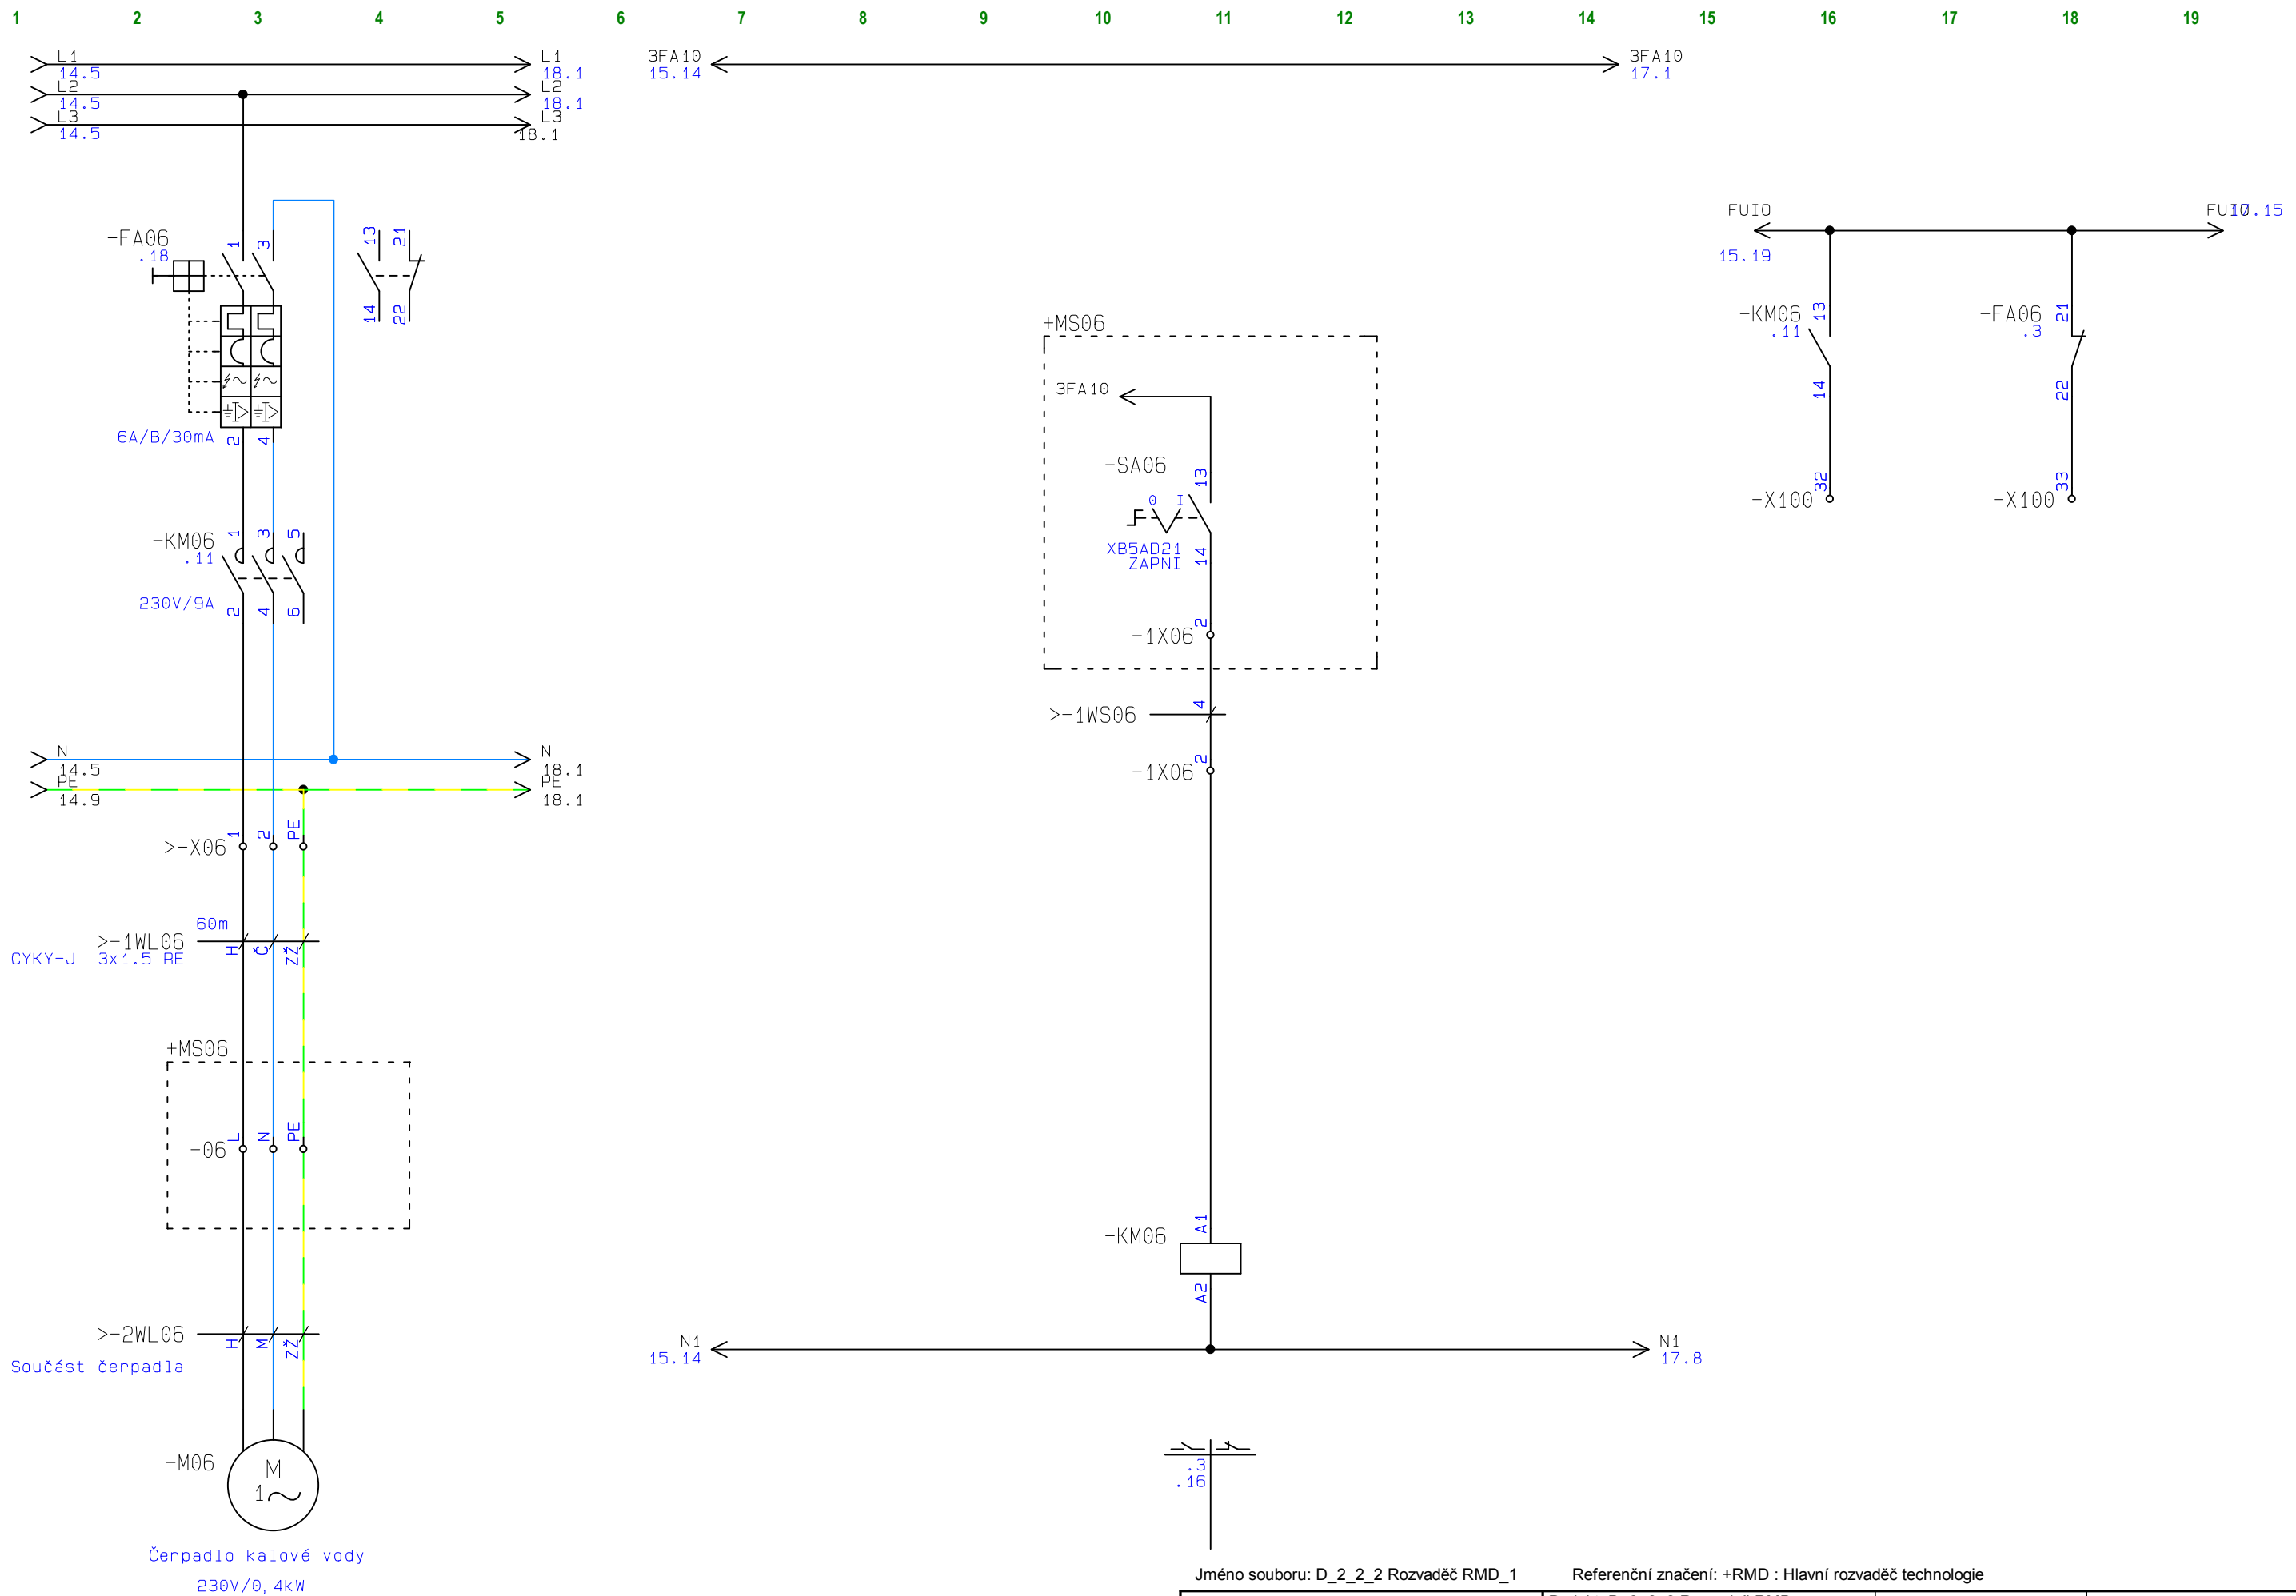 1 2 3 4 5 6 7 8 9 10 11 12 13 14 15 16 17 18 19
L1 L1 3FA10 3FA10
14.5 18.1 15.14 17.1
L2 L2
14.5 18.1
L3 L3
14.5 18.1
FUIO FUIO 17.15
15.19
-FA06 1 3 13 21
.18
14 22
6A/B/30mA 2 4
-KM06 13 -FA06 21
.11 .3
14 22
-X100 32 -X100 33
+MS06
3FA10
-SA06 13
0 I
XB5AD21
ZAPNI 14
-1X06 2
>-1WS06 4
-1X06 2
-KM06 1 3 5
.11
230V/9A 2 4 6
N N
14.5 18.1
PE PE
14.9 18.1
>-X06 1 2 PE
60m
>-1WL06 H Č ZŽ
CYKY-J 3x1.5 RE
+MS06
-06 L N PE
-KM06 A1
A2
>-2WL06 H M ZŽ
Součást čerpadla
N1 N1
15.14 17.8
-M06 M
1
.3
.16
Čerpadlo kalové vody
230V/0,4kW
Jméno souboru: D_2_2_2 Rozvaděč RMD_1 Referenční značení: +RMD : Hlavní rozvaděč technologie